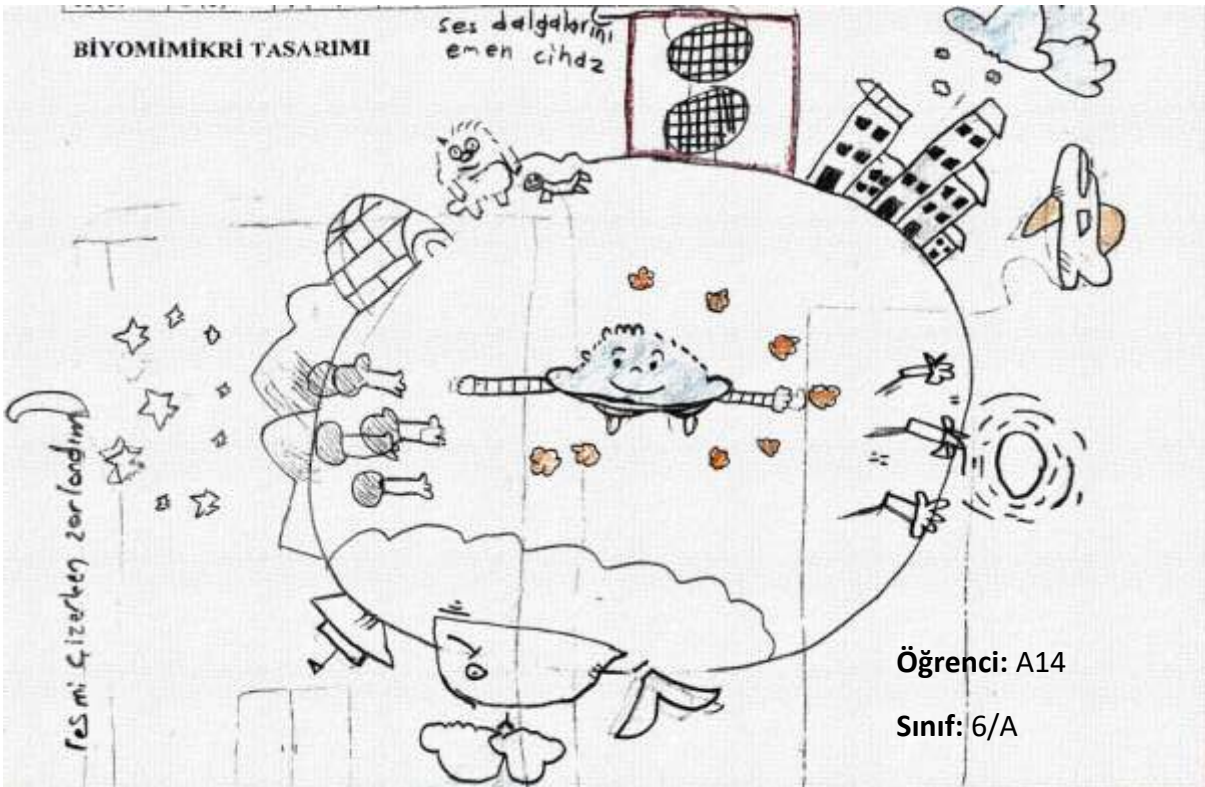 BİYOMİMİKRİ TASARIMI
ses dalgalarını
emen cihaz
resmi çizerken zorlandım
Öğrenci: A14
Sınıf: 6/A